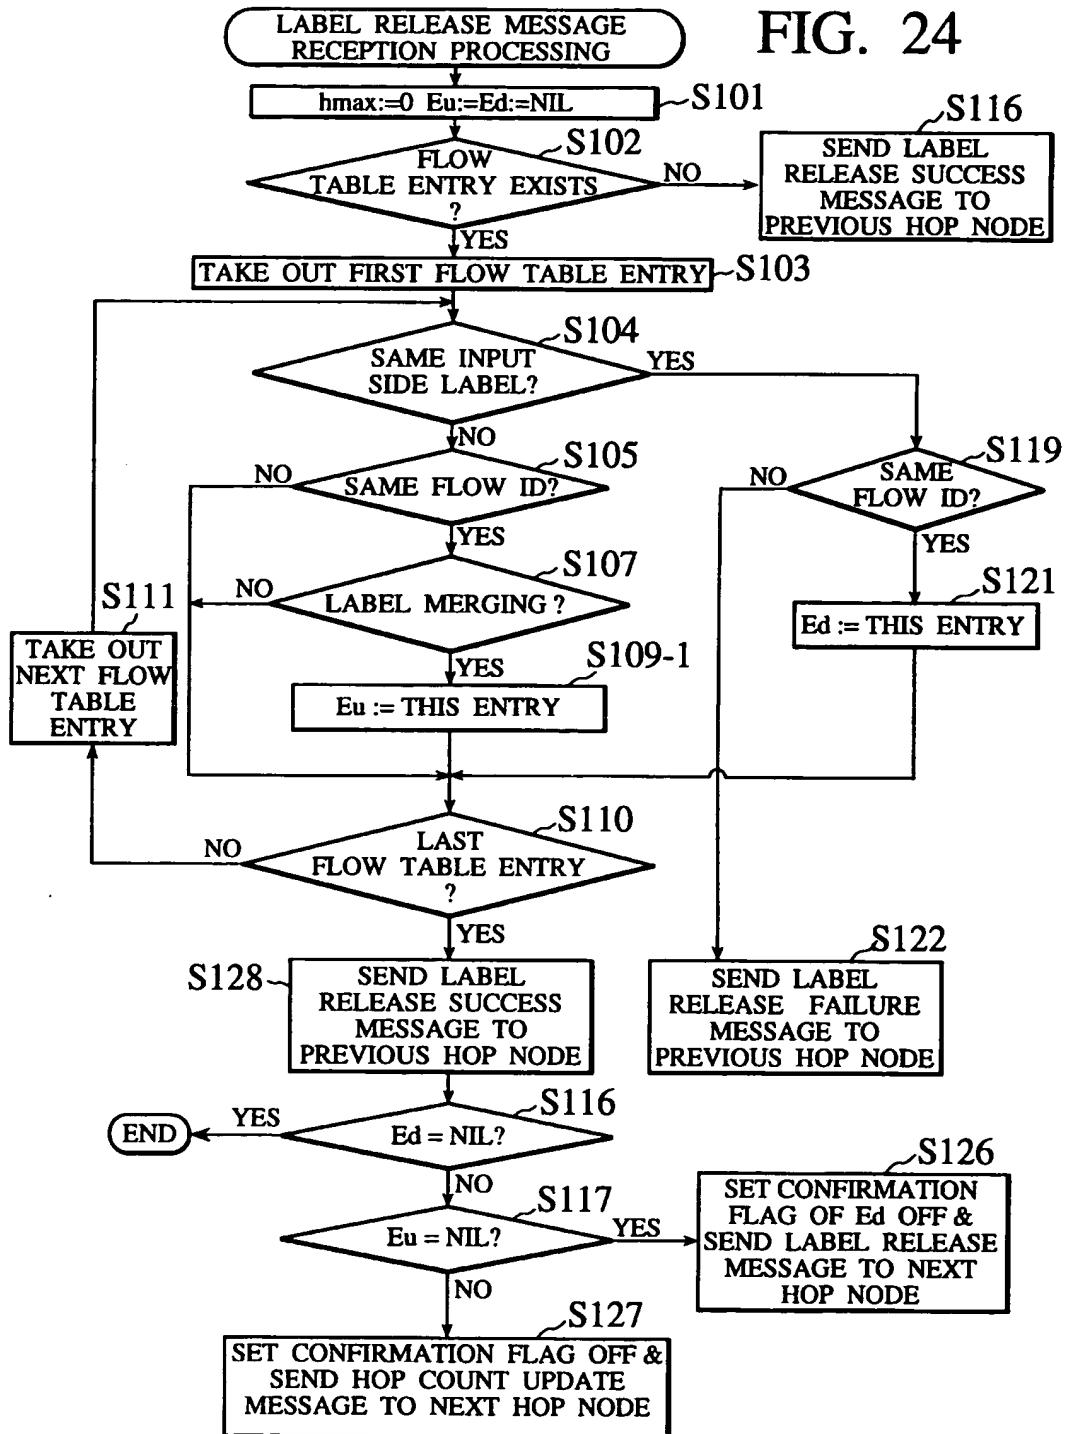 FIG. 24
LABEL RELEASE MESSAGE
RECEPTION PROCESSING
hmax:=0 Eu:=Ed:=NIL
S101
S102
FLOW
TABLE ENTRY EXISTS
?
NO
YES
S116
SEND LABEL
RELEASE SUCCESS
MESSAGE TO
PREVIOUS HOP NODE
TAKE OUT FIRST FLOW TABLE ENTRY
S103
S104
SAME INPUT
SIDE LABEL?
YES
NO
S105
SAME FLOW ID?
NO
YES
S119
SAME
FLOW ID?
NO
YES
S107
LABEL MERGING ?
NO
YES
S121
Ed := THIS ENTRY
S111
TAKE OUT
NEXT FLOW
TABLE
ENTRY
S109-1
Eu := THIS ENTRY
S110
LAST
FLOW TABLE ENTRY
?
NO
YES
S128
SEND LABEL
RELEASE SUCCESS
MESSAGE TO
PREVIOUS HOP NODE
S122
SEND LABEL
RELEASE FAILURE
MESSAGE TO
PREVIOUS HOP NODE
S116
Ed = NIL?
YES
END
NO
S117
Eu = NIL?
YES
NO
S126
SET CONFIRMATION
FLAG OF Ed OFF &
SEND LABEL RELEASE
MESSAGE TO NEXT
HOP NODE
S127
SET CONFIRMATION FLAG OFF &
SEND HOP COUNT UPDATE
MESSAGE TO NEXT HOP NODE